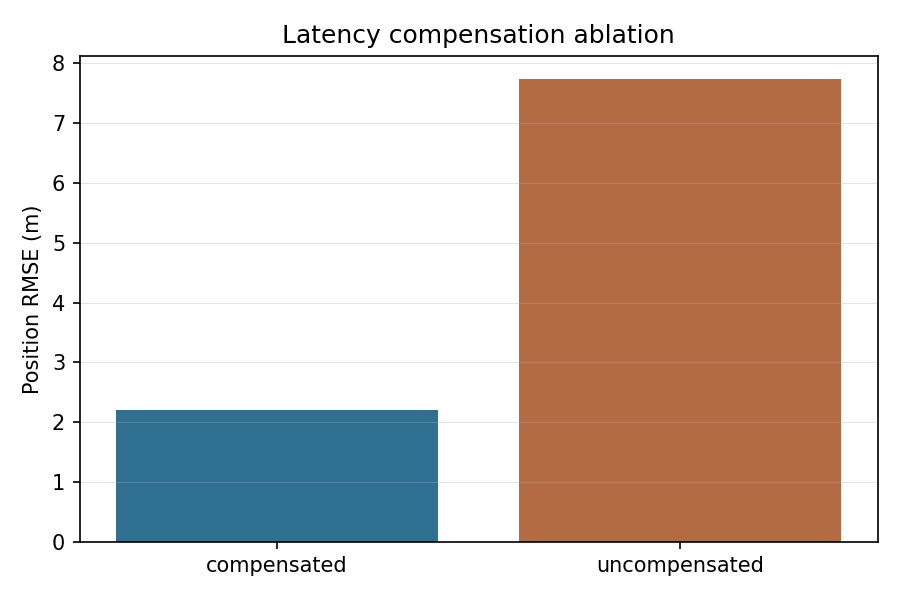 Latency compensation ablation
Position RMSE (m)
8
7
6
5
4
3
2
1
0
compensated
uncompensated